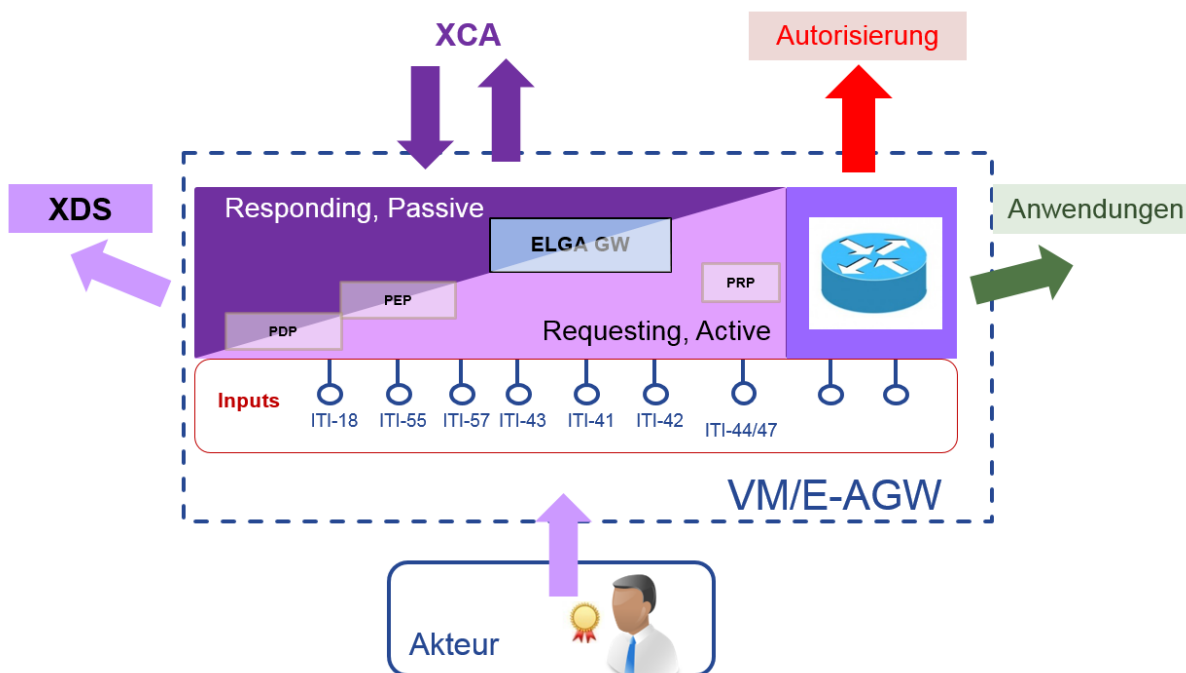 XCA
Autorisierung
XDS
Responding, Passive
Anwendungen
ELGA GW
PRP
PEP
PDP
Requesting, Active
Inputs
ITI-18
ITI-55
ITI-57
ITI-43
ITI-41
ITI-42
ITI-44/47
VM/E-AGW
Akteur